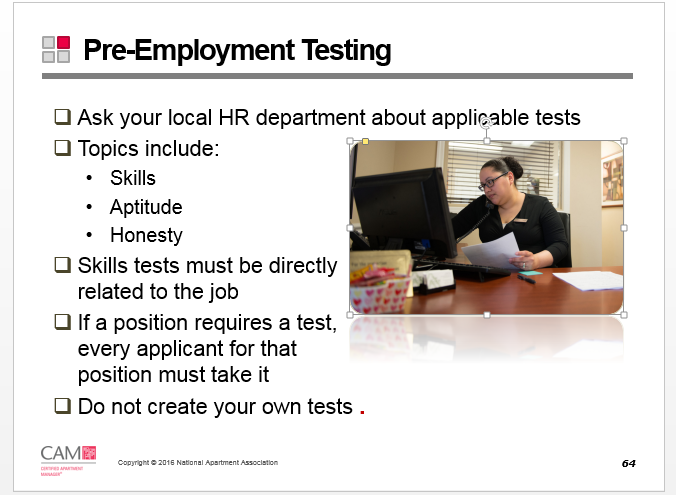 Pre-Employment Testing
❑ Ask your local HR department about applicable tests
❑ Topics include:
• Skills
• Aptitude
• Honesty
❑ Skills tests must be directly
related to the job
❑ If a position requires a test,
every applicant for that
position must take it
❑ Do not create your own tests .
CAM
CERTIFIED APARTMENT
MANAGER®
Copyright © 2016 National Apartment Association
64